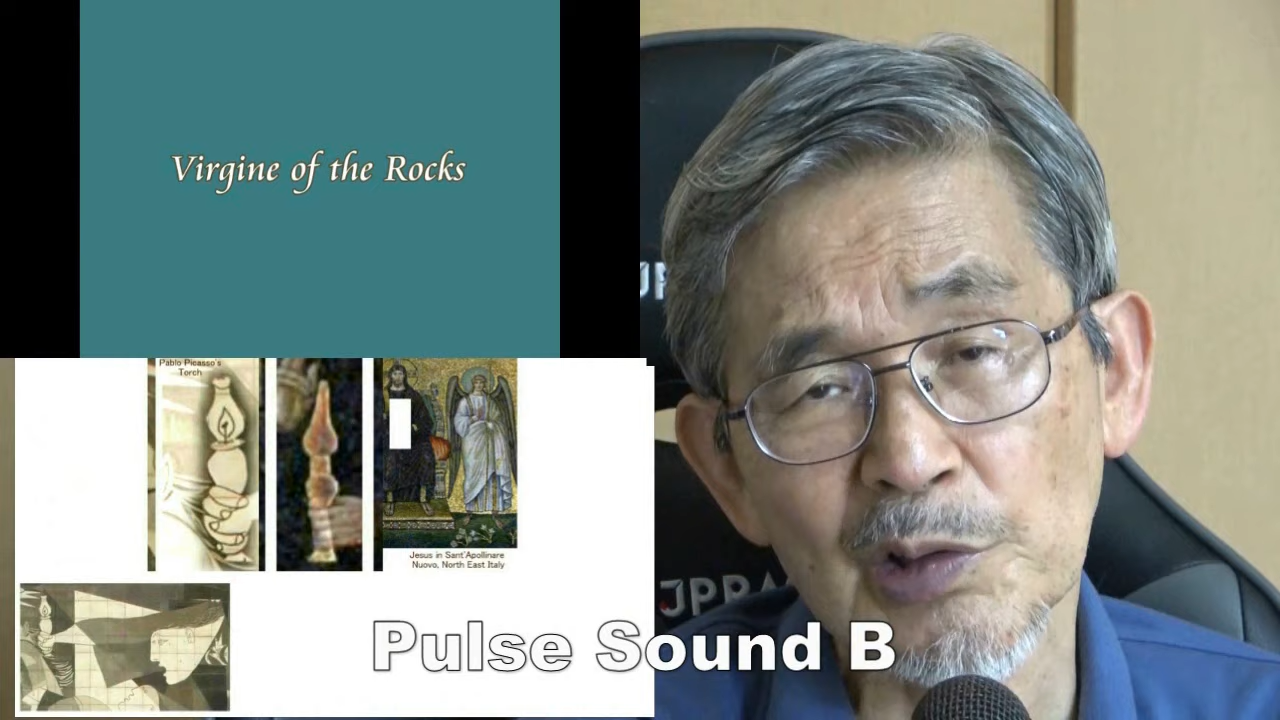 Virgine of the Rocks
Pablo Picasso's
Torch
Jesus in Sant'Apollinare
Nuovo, North East Italy
Pulse Sound B